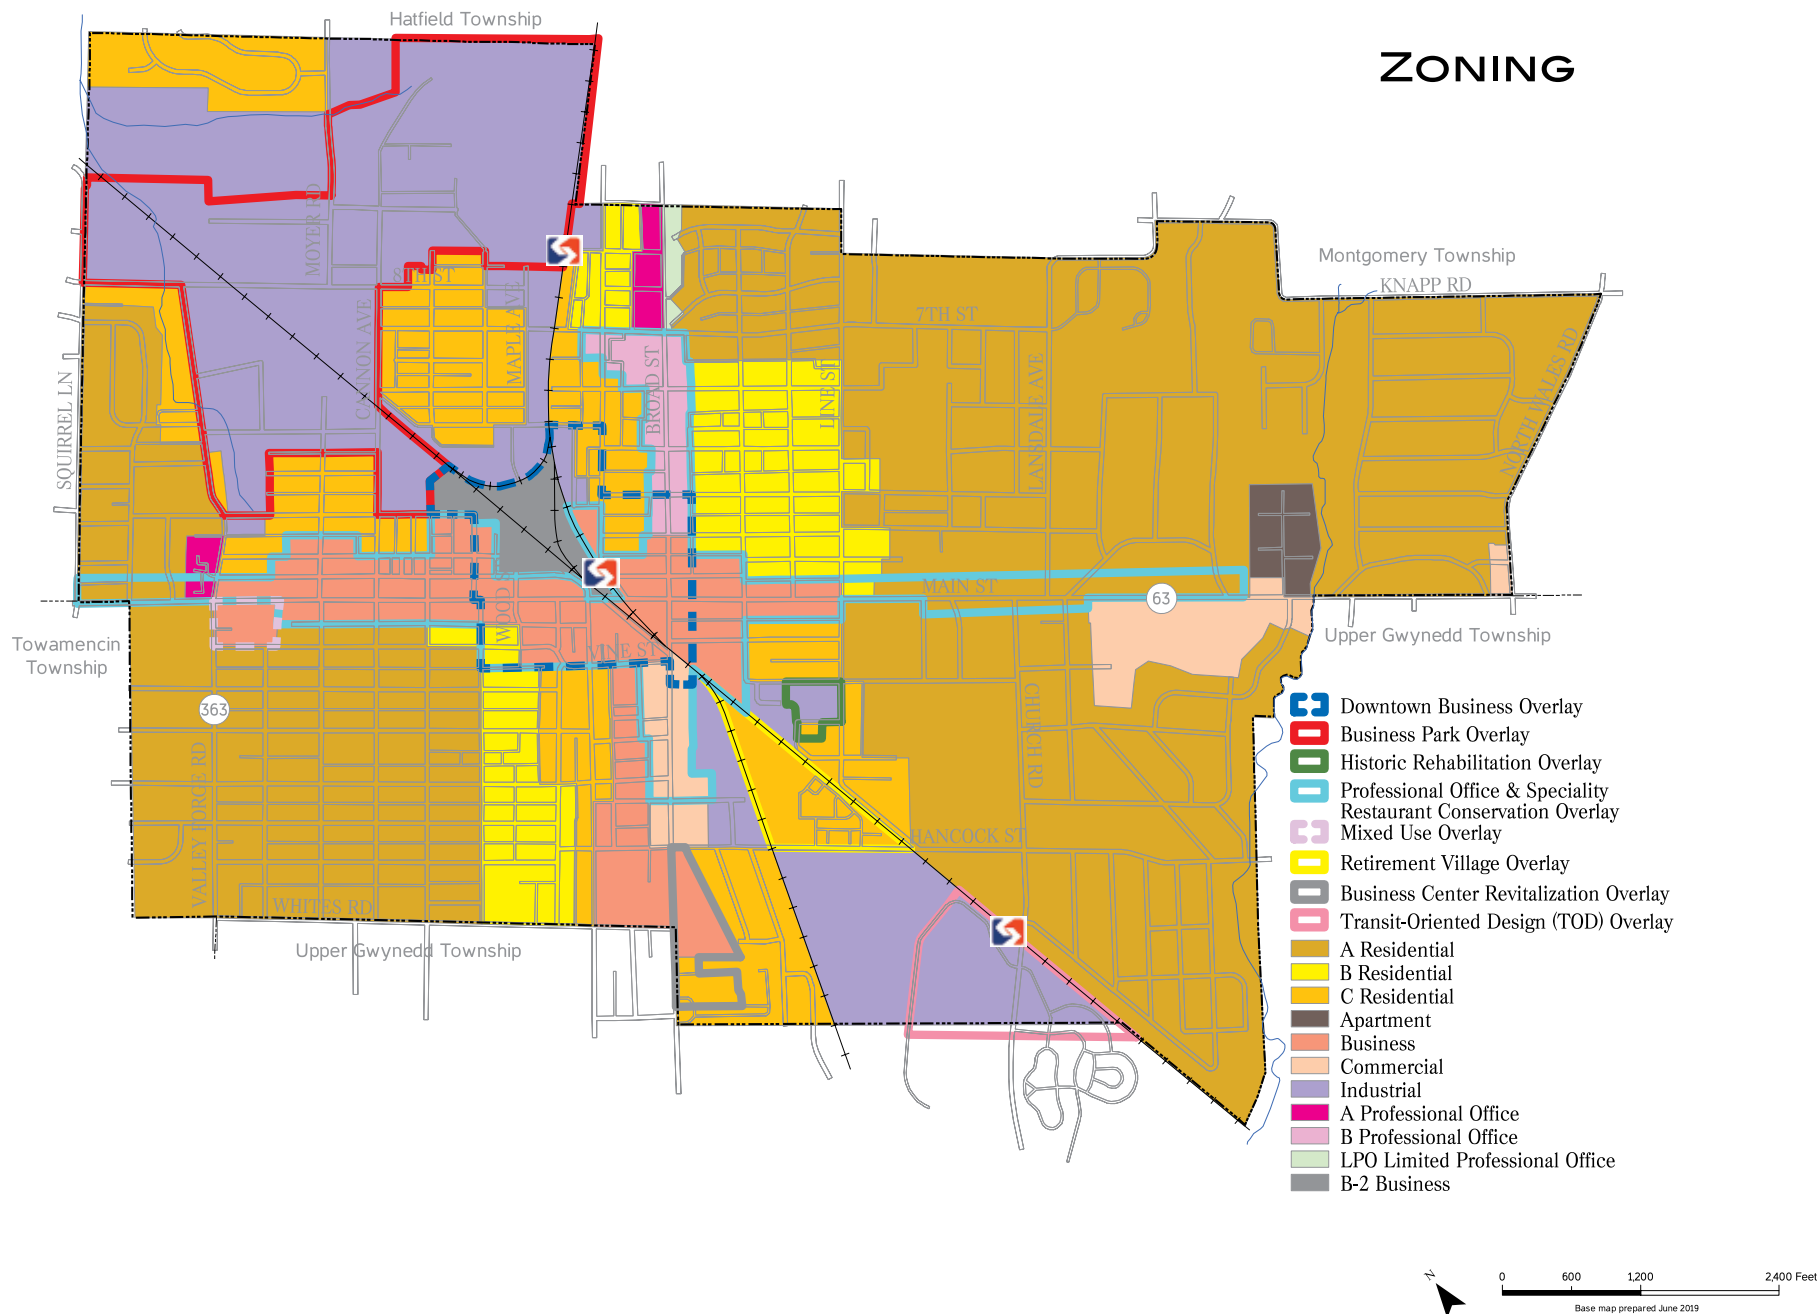 Hatfield Township
ZONING
Montgomery Township
KNAPP RD
MOYER RD
8TH ST
7TH ST
CANNON AVE
MAPLE AVE
BROAD ST
LINE ST
LANSDALE AVE
NORTH WALES RD
SQUIRREL LN
MAIN ST
63
WOOD ST
VINE ST
Towamencin
Township
Upper Gwynedd Township
363
CHURCH RD
VALLEY FORGE RD
HANCOCK ST
WHITES RD
Upper Gwynedd Township
Downtown Business Overlay
Business Park Overlay
Historic Rehabilitation Overlay
Professional Office & Speciality
Restaurant Conservation Overlay
Mixed Use Overlay
Retirement Village Overlay
Business Center Revitalization Overlay
Transit-Oriented Design (TOD) Overlay
A Residential
B Residential
C Residential
Apartment
Business
Commercial
Industrial
A Professional Office
B Professional Office
LPO Limited Professional Office
B-2 Business
N
0 600 1,200 2,400 Feet
Base map prepared June 2019